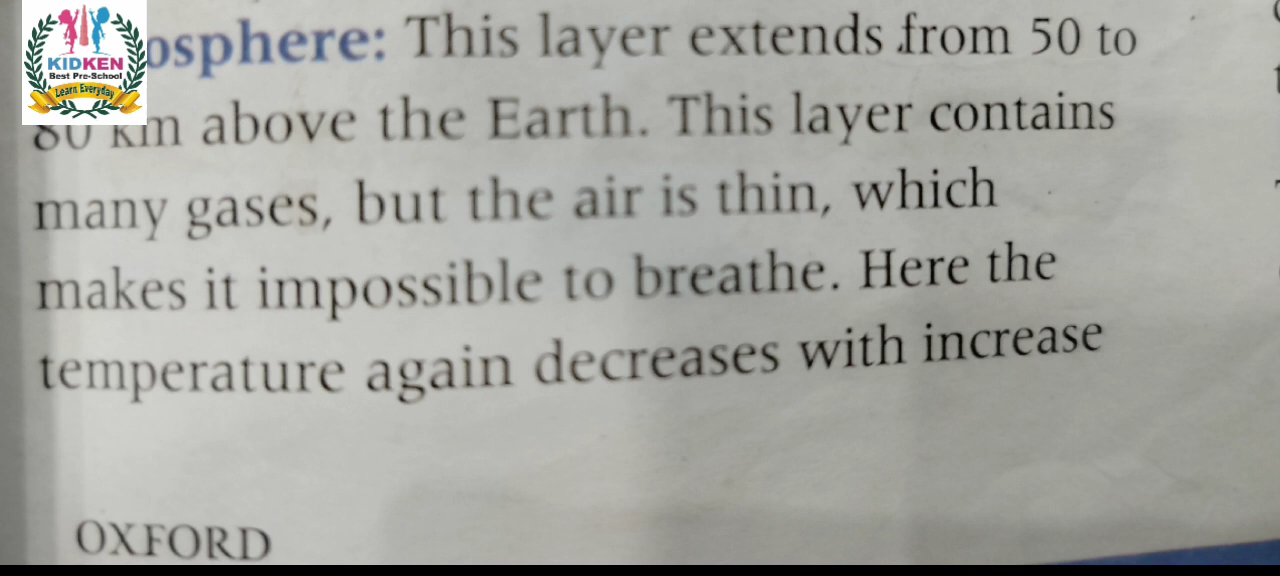 KIDKEN
Best Pre-School
Learn Everyday
osphere: This layer extends from 50 to
80 km above the Earth. This layer contains
many gases, but the air is thin, which
makes it impossible to breathe. Here the
temperature again decreases with increase
OXFORD